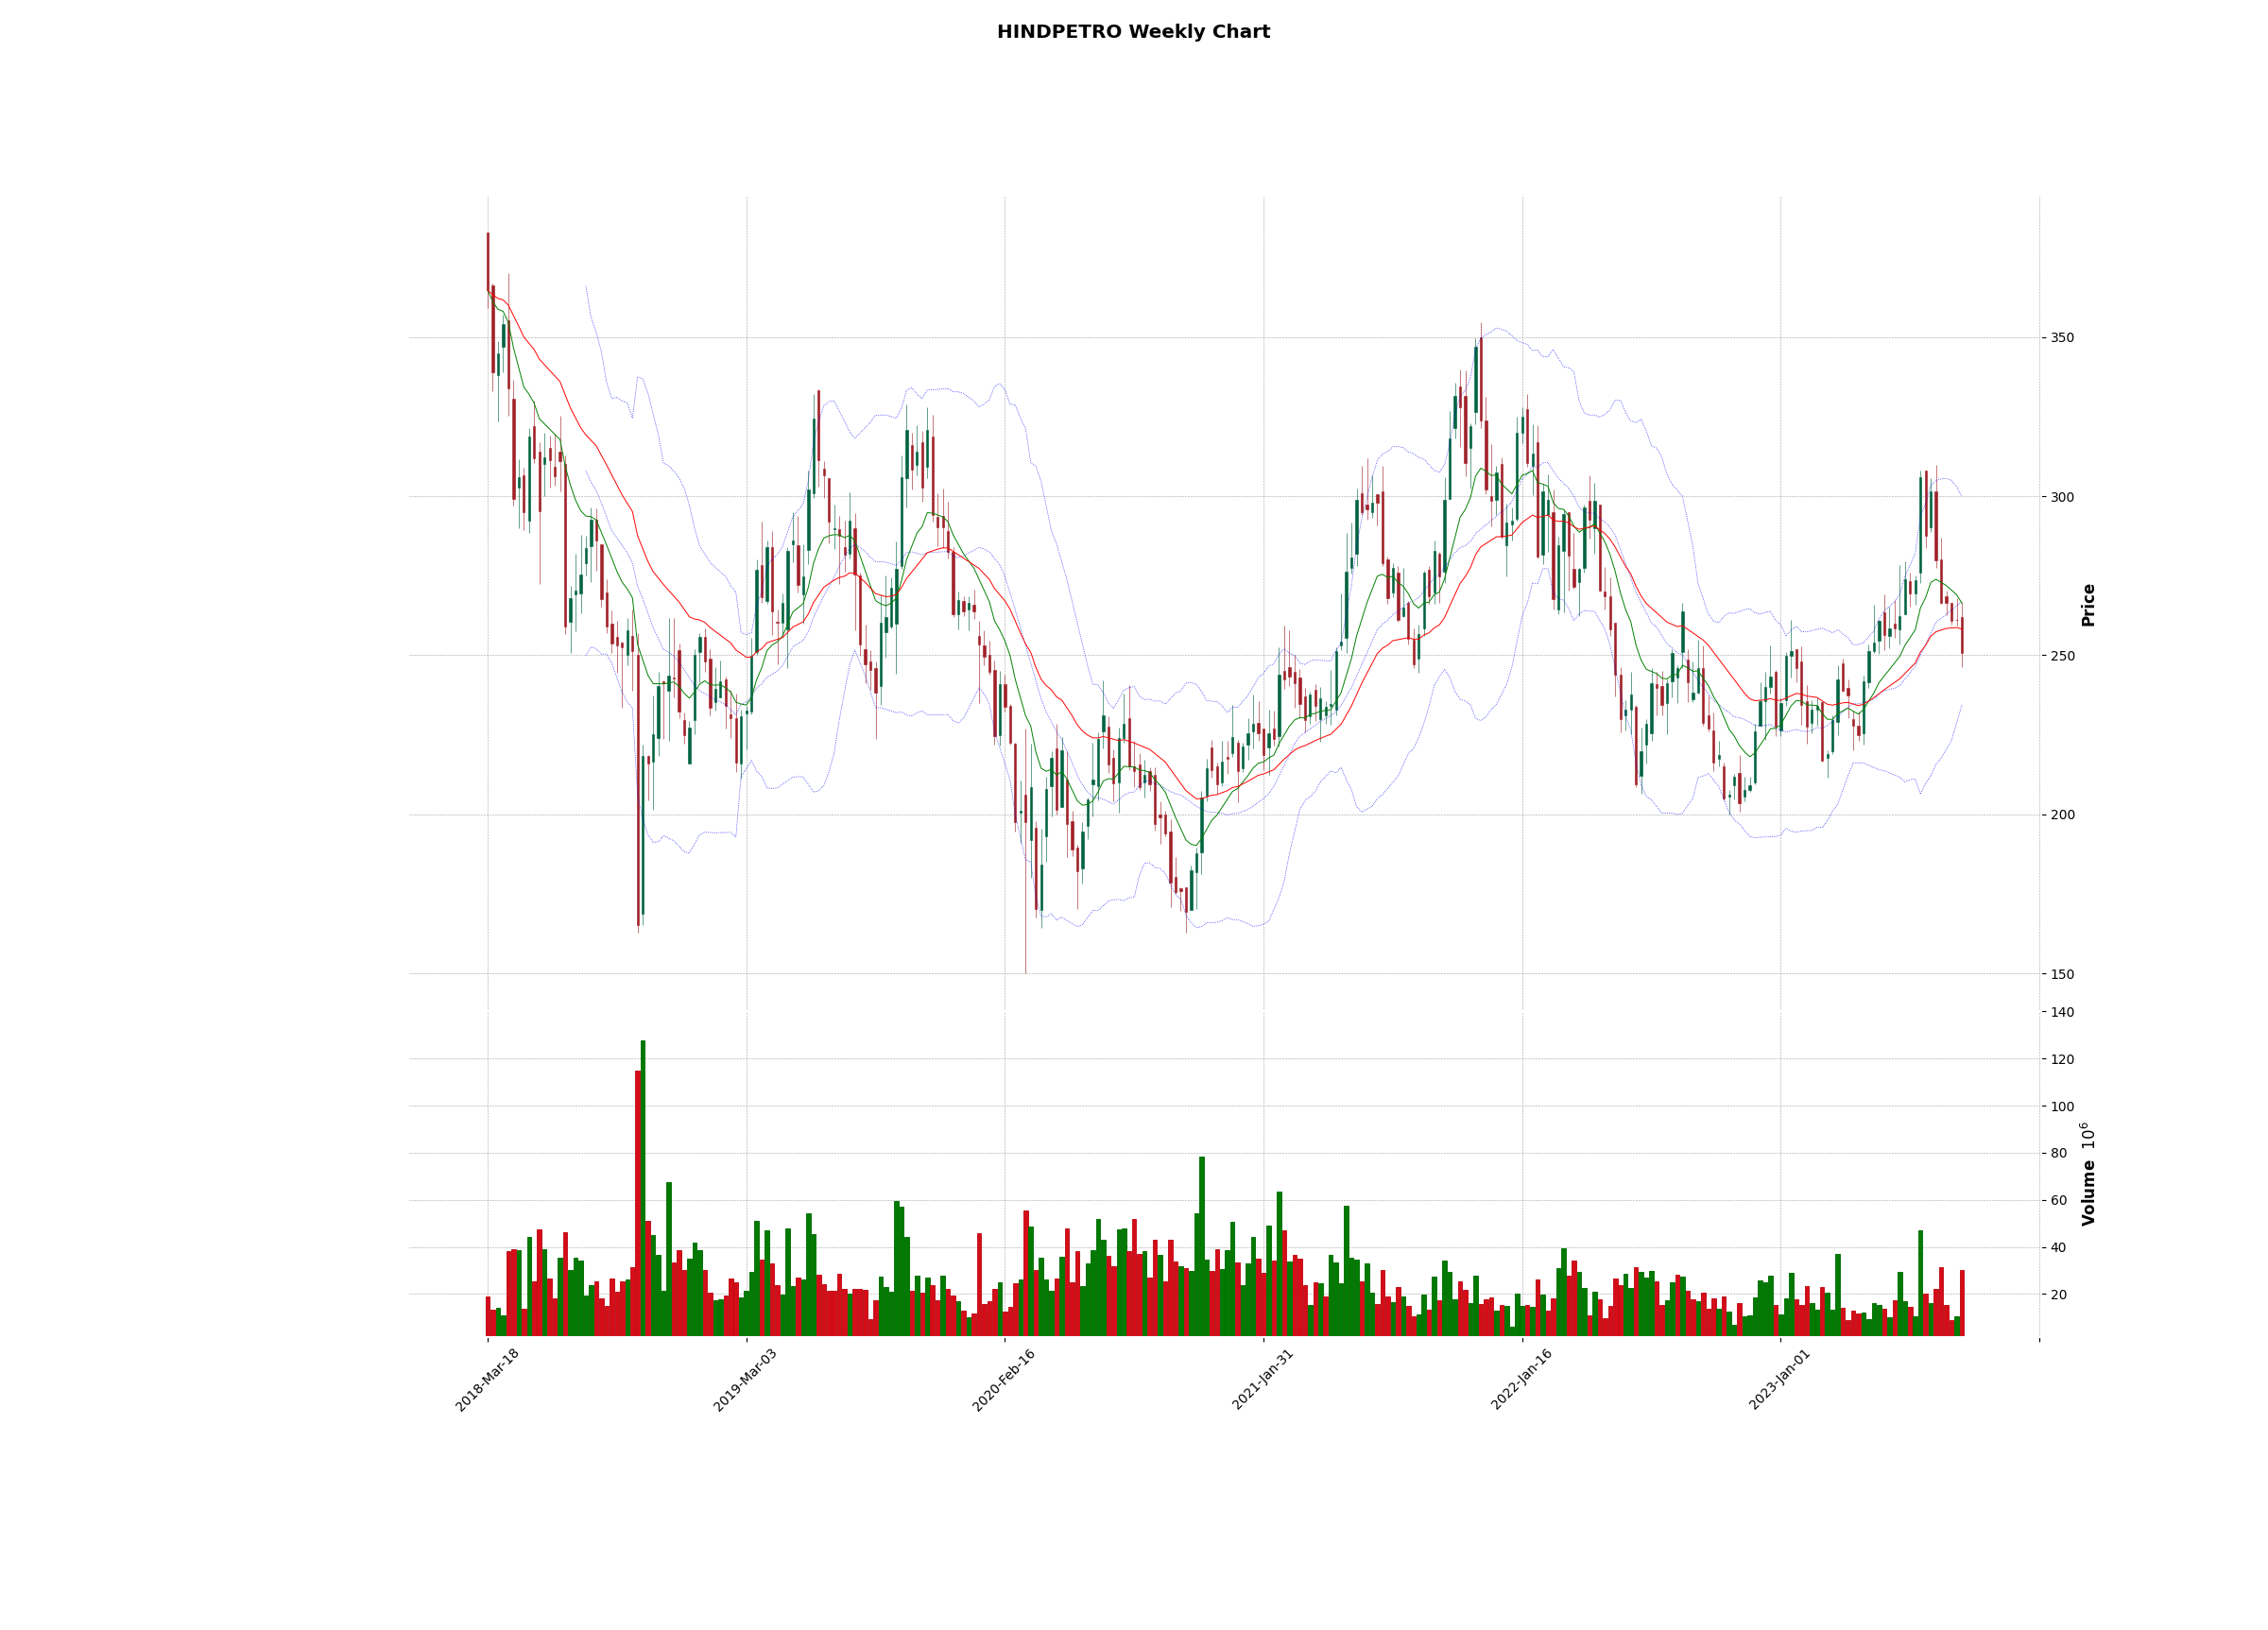 HINDPETRO Weekly Chart
350
300
250
200
150
Price
140
120
100
80
60
40
20
Volume 10^6
2018-Mar-18
2019-Mar-03
2020-Feb-16
2021-Jan-31
2022-Jan-16
2023-Jan-01